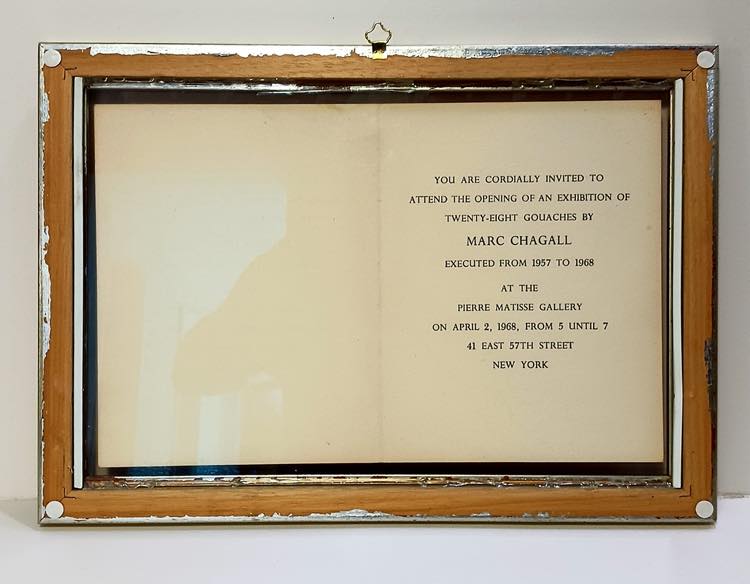 YOU ARE CORDIALLY INVITED TO
ATTEND THE OPENING OF AN EXHIBITION OF
TWENTY-EIGHT GOUACHES BY
MARC CHAGALL
EXECUTED FROM 1957 TO 1968
AT THE
PIERRE MATISSE GALLERY
ON APRIL 2, 1968, FROM 5 UNTIL 7
41 EAST 57TH STREET
NEW YORK